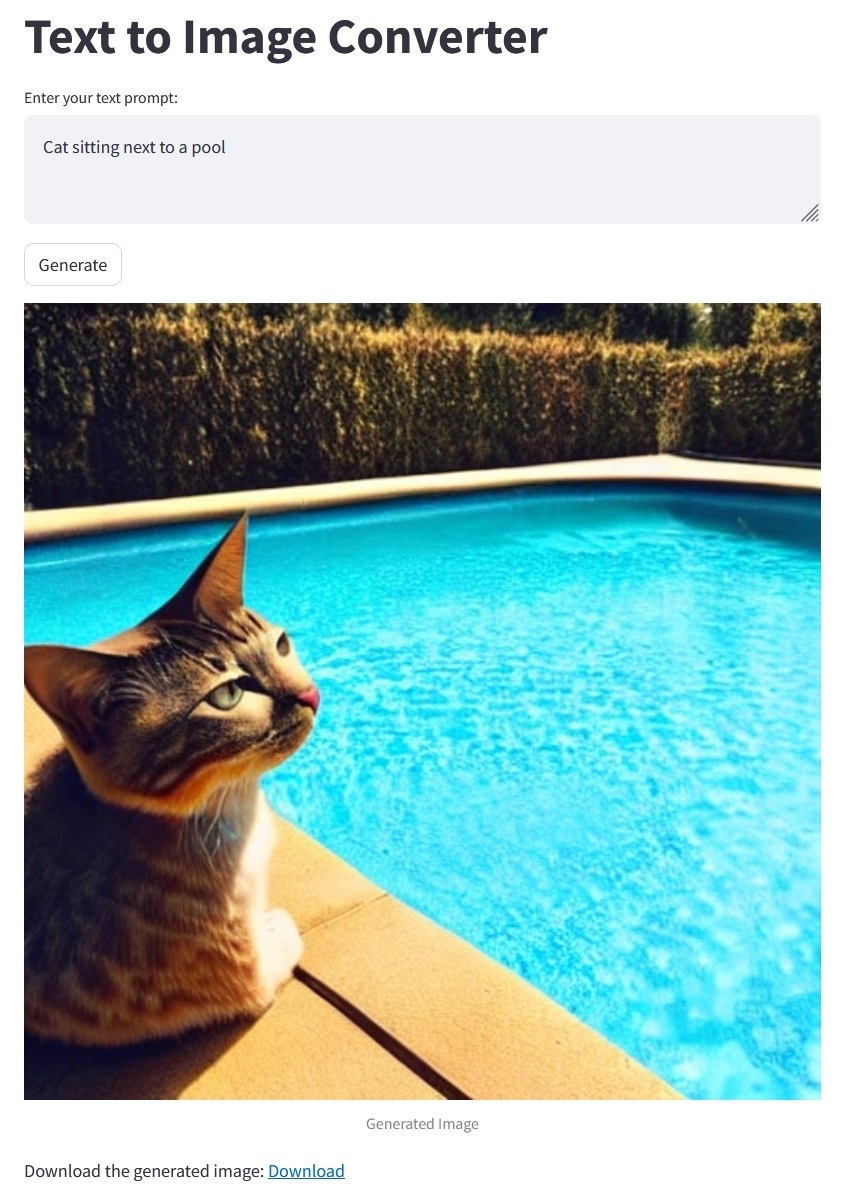 Text to Image Converter
Enter your text prompt:
Cat sitting next to a pool
Generate
Generated Image
Download the generated image: Download